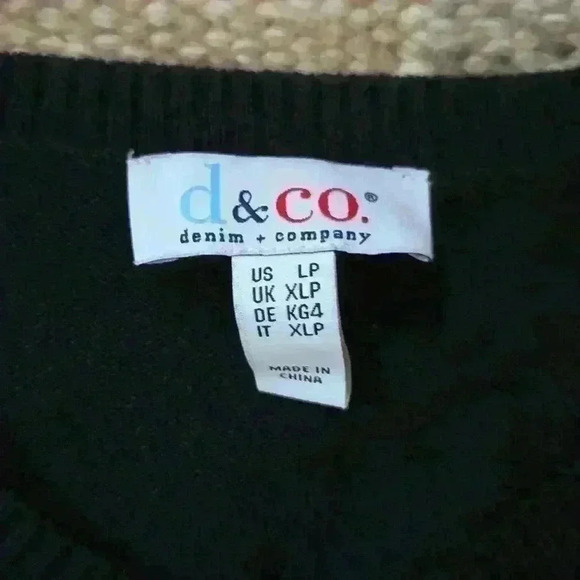 d&co.®
denim + company
US LP
UK XLP
DE KG4
IT XLP
MADE IN
CHINA